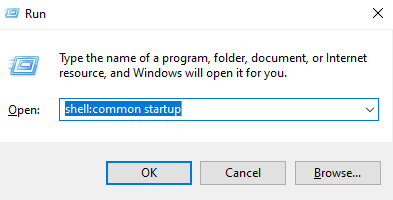 Run
Type the name of a program, folder, document, or Internet
resource, and Windows will open it for you.
Open: shell:common startup
OK Cancel Browse...